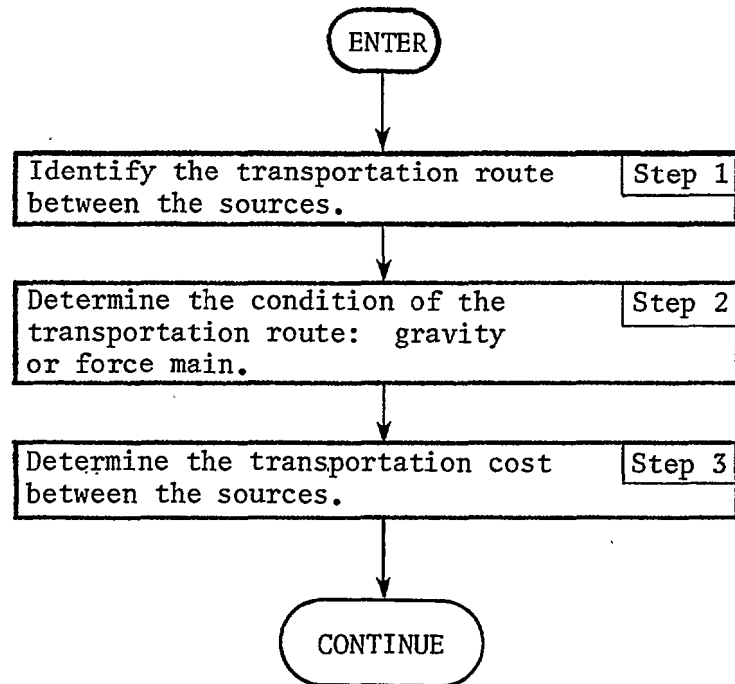 ENTER
Identify the transportation route
between the sources.
Step 1
Determine the condition of the
transportation route: gravity
or force main.
Step 2
Determine the transportation cost
between the sources.
Step 3
CONTINUE